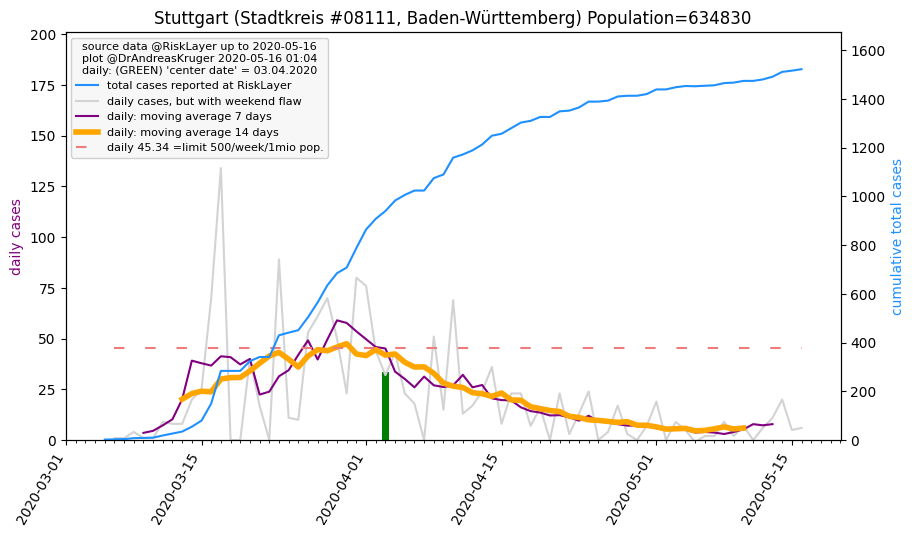 Stuttgart (Stadtkreis #08111, Baden-Württemberg) Population=634830
source data @RiskLayer up to 2020-05-16
plot @DrAndreasKruger 2020-05-16 01:04
daily: (GREEN) 'center date' = 03.04.2020
total cases reported at RiskLayer
daily cases, but with weekend flaw
daily: moving average 7 days
daily: moving average 14 days
daily 45.34 =limit 500/week/1mio pop.
daily cases
200
175
150
125
100
75
50
25
0
cumulative total cases
1600
1400
1200
1000
800
600
400
200
0
2020-03-01
2020-03-15
2020-04-01
2020-04-15
2020-05-01
2020-05-15